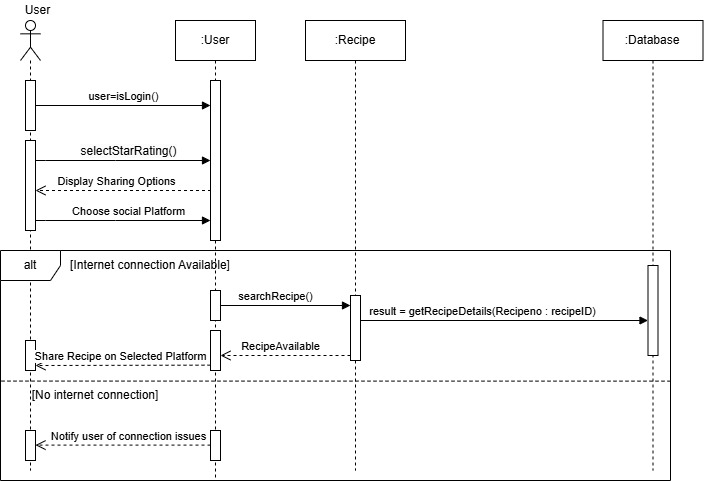 User
:User
:Recipe
:Database
user=isLogin()
selectStarRating()
Display Sharing Options
Choose social Platform
alt
[Internet connection Available]
searchRecipe()
result = getRecipeDetails(Recipeno : recipeID)
RecipeAvailable
Share Recipe on Selected Platform
[No internet connection]
Notify user of connection issues